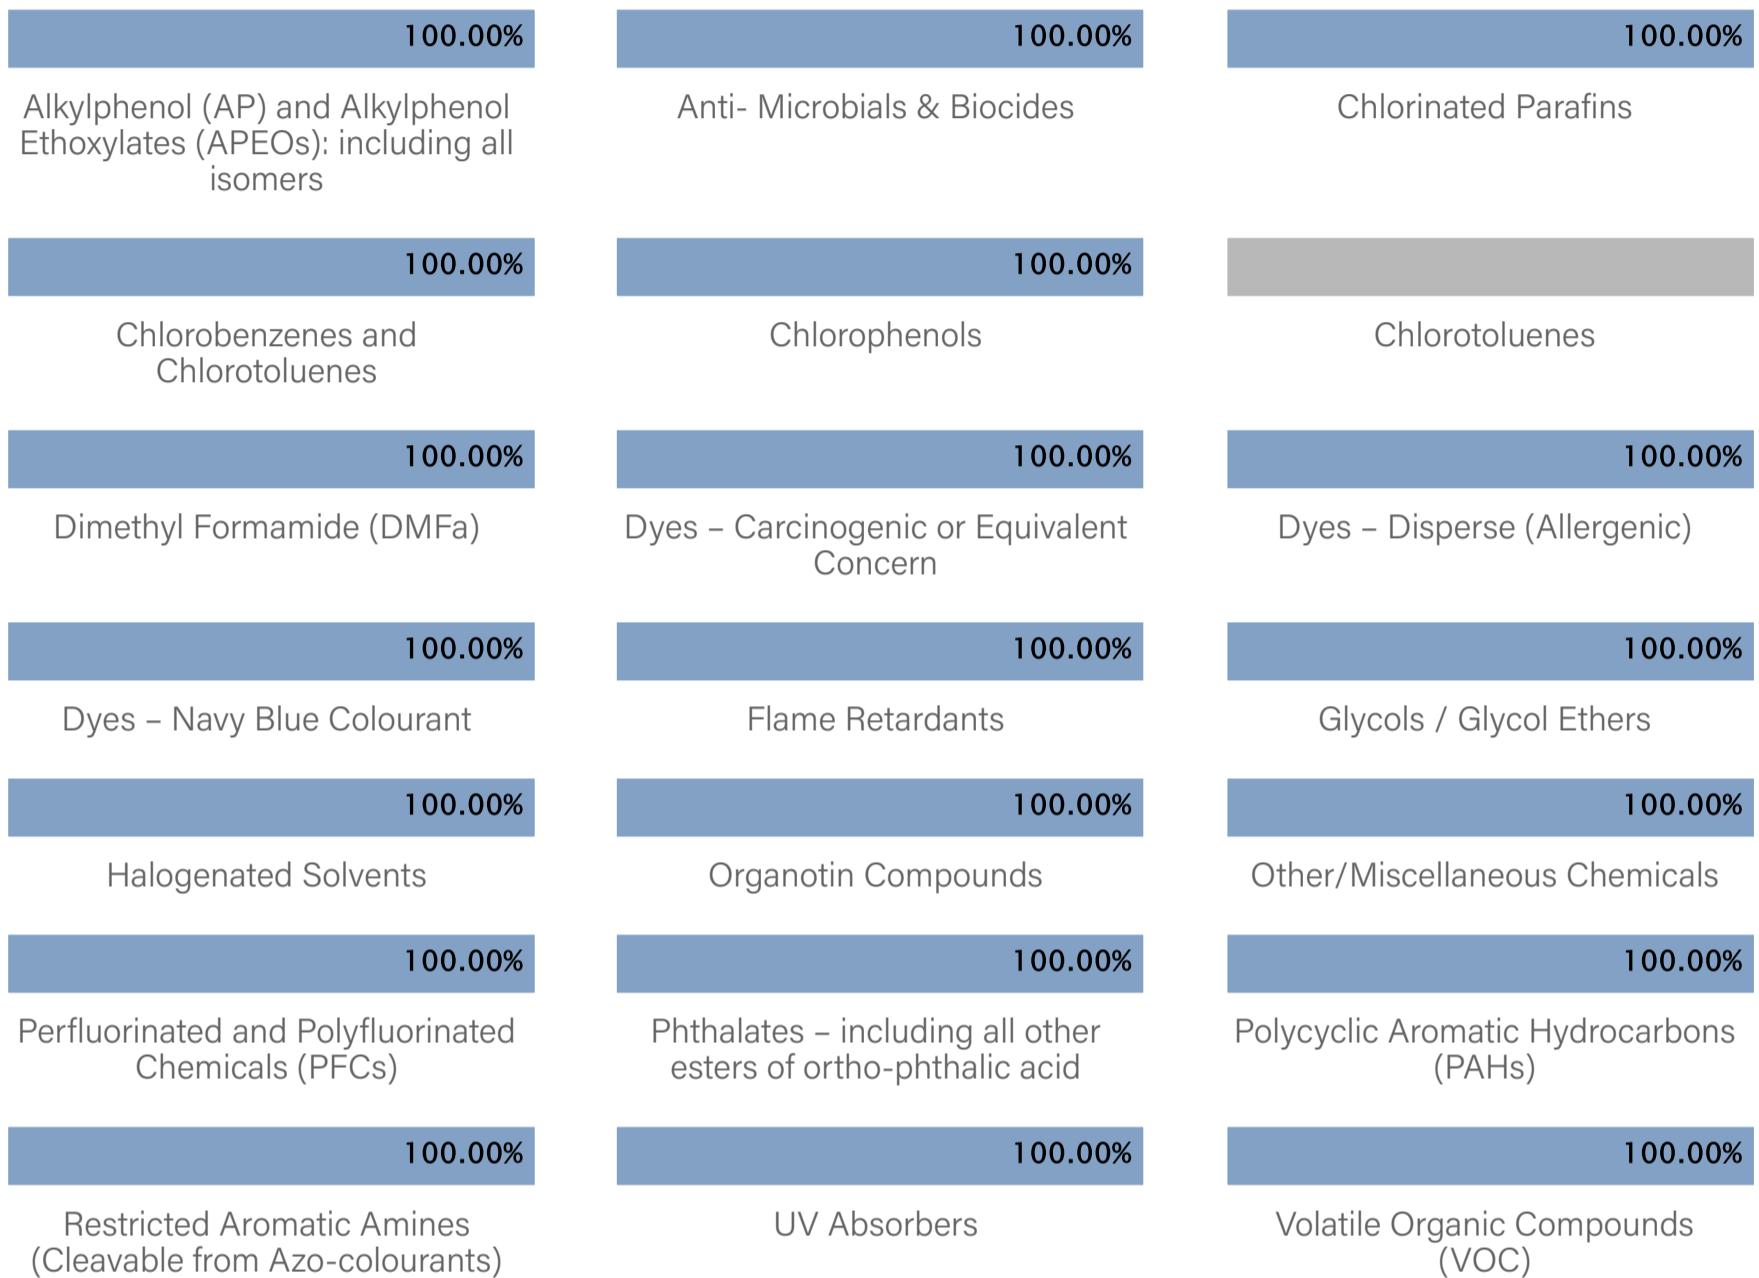 100.00%
100.00%
100.00%
Alkylphenol (AP) and Alkylphenol
Ethoxylates (APEOs): including all
isomers
Anti- Microbials & Biocides
Chlorinated Parafins
100.00%
100.00%
Chlorobenzenes and
Chlorotoluenes
Chlorophenols
Chlorotoluenes
100.00%
100.00%
100.00%
Dimethyl Formamide (DMFa)
Dyes – Carcinogenic or Equivalent
Concern
Dyes – Disperse (Allergenic)
100.00%
100.00%
100.00%
Dyes – Navy Blue Colourant
Flame Retardants
Glycols / Glycol Ethers
100.00%
100.00%
100.00%
Halogenated Solvents
Organotin Compounds
Other/Miscellaneous Chemicals
100.00%
100.00%
100.00%
Perfluorinated and Polyfluorinated
Chemicals (PFCs)
Phthalates – including all other
esters of ortho-phthalic acid
Polycyclic Aromatic Hydrocarbons
(PAHs)
100.00%
100.00%
100.00%
Restricted Aromatic Amines
(Cleavable from Azo-colourants)
UV Absorbers
Volatile Organic Compounds
(VOC)